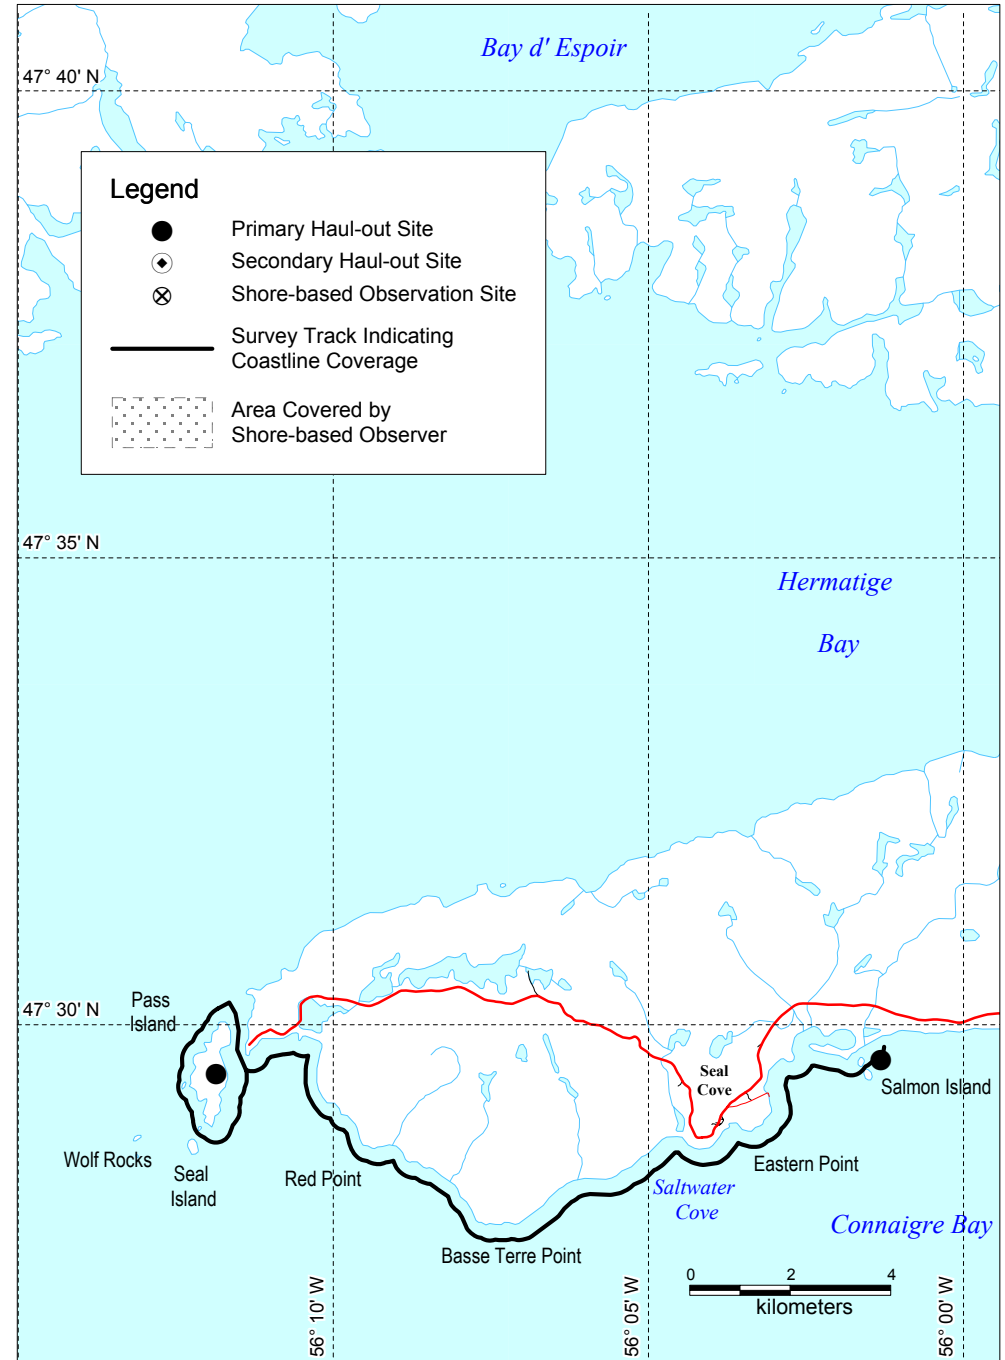 Bay d' Espoir
47° 40' N
Legend
Primary Haul-out Site
Secondary Haul-out Site
Shore-based Observation Site
Survey Track Indicating
Coastline Coverage
Area Covered by
Shore-based Observer
47° 35' N
Hermatige
Bay
Pass
Island
47° 30' N
Seal
Cove
Salmon Island
Wolf Rocks
Seal
Island
Red Point
Eastern Point
Saltwater
Cove
Connaigre Bay
Basse Terre Point
0 2 4
kilometers
56° 10' W
56° 05' W
56° 00' W